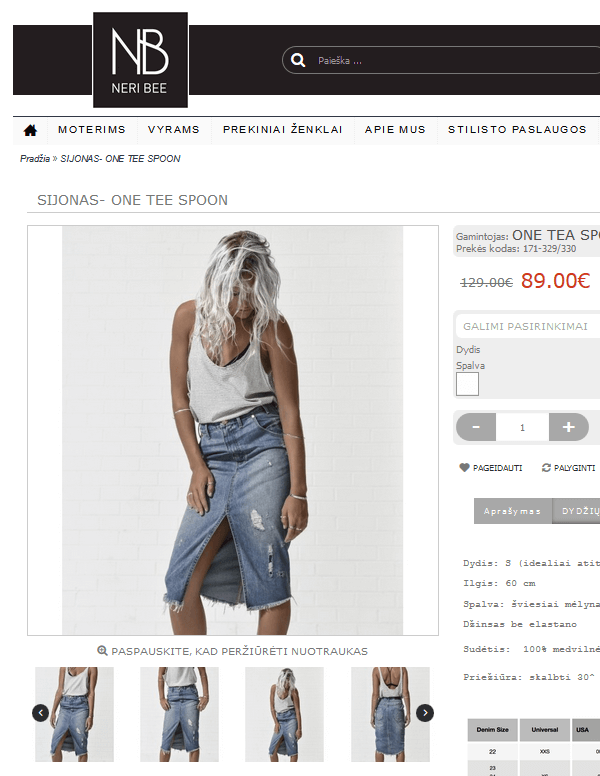 NB
NERI BEE
Paieška ...
MOTERIMS VYRAMS PREKINIAI ŽENKLAI APIE MUS STILISTO PASLAUGOS
Pradžia » SIJONAS- ONE TEE SPOON
SIJONAS- ONE TEE SPOON
Gamintojas: ONE TEA SPO
Prekės kodas: 171-329/330
129.00€ 89.00€
GALIMI PASIRINKIMAI
Dydis
Spalva
- 1 +
PAGEIDAUTI PALYGINTI
Aprašymas DYDŽIŲ
Dydis: S (idealiai atit
Ilgis: 60 cm
Spalva: šviesiai mėlyna
Džinsas be elastano
Sudėtis: 100% medvilnė
Priežiūra: skalbti 30^
PASPAUSKITE, KAD PERŽIŪRĖTI NUOTRAUKAS
Denim Size Universal USA
22 XXS
23